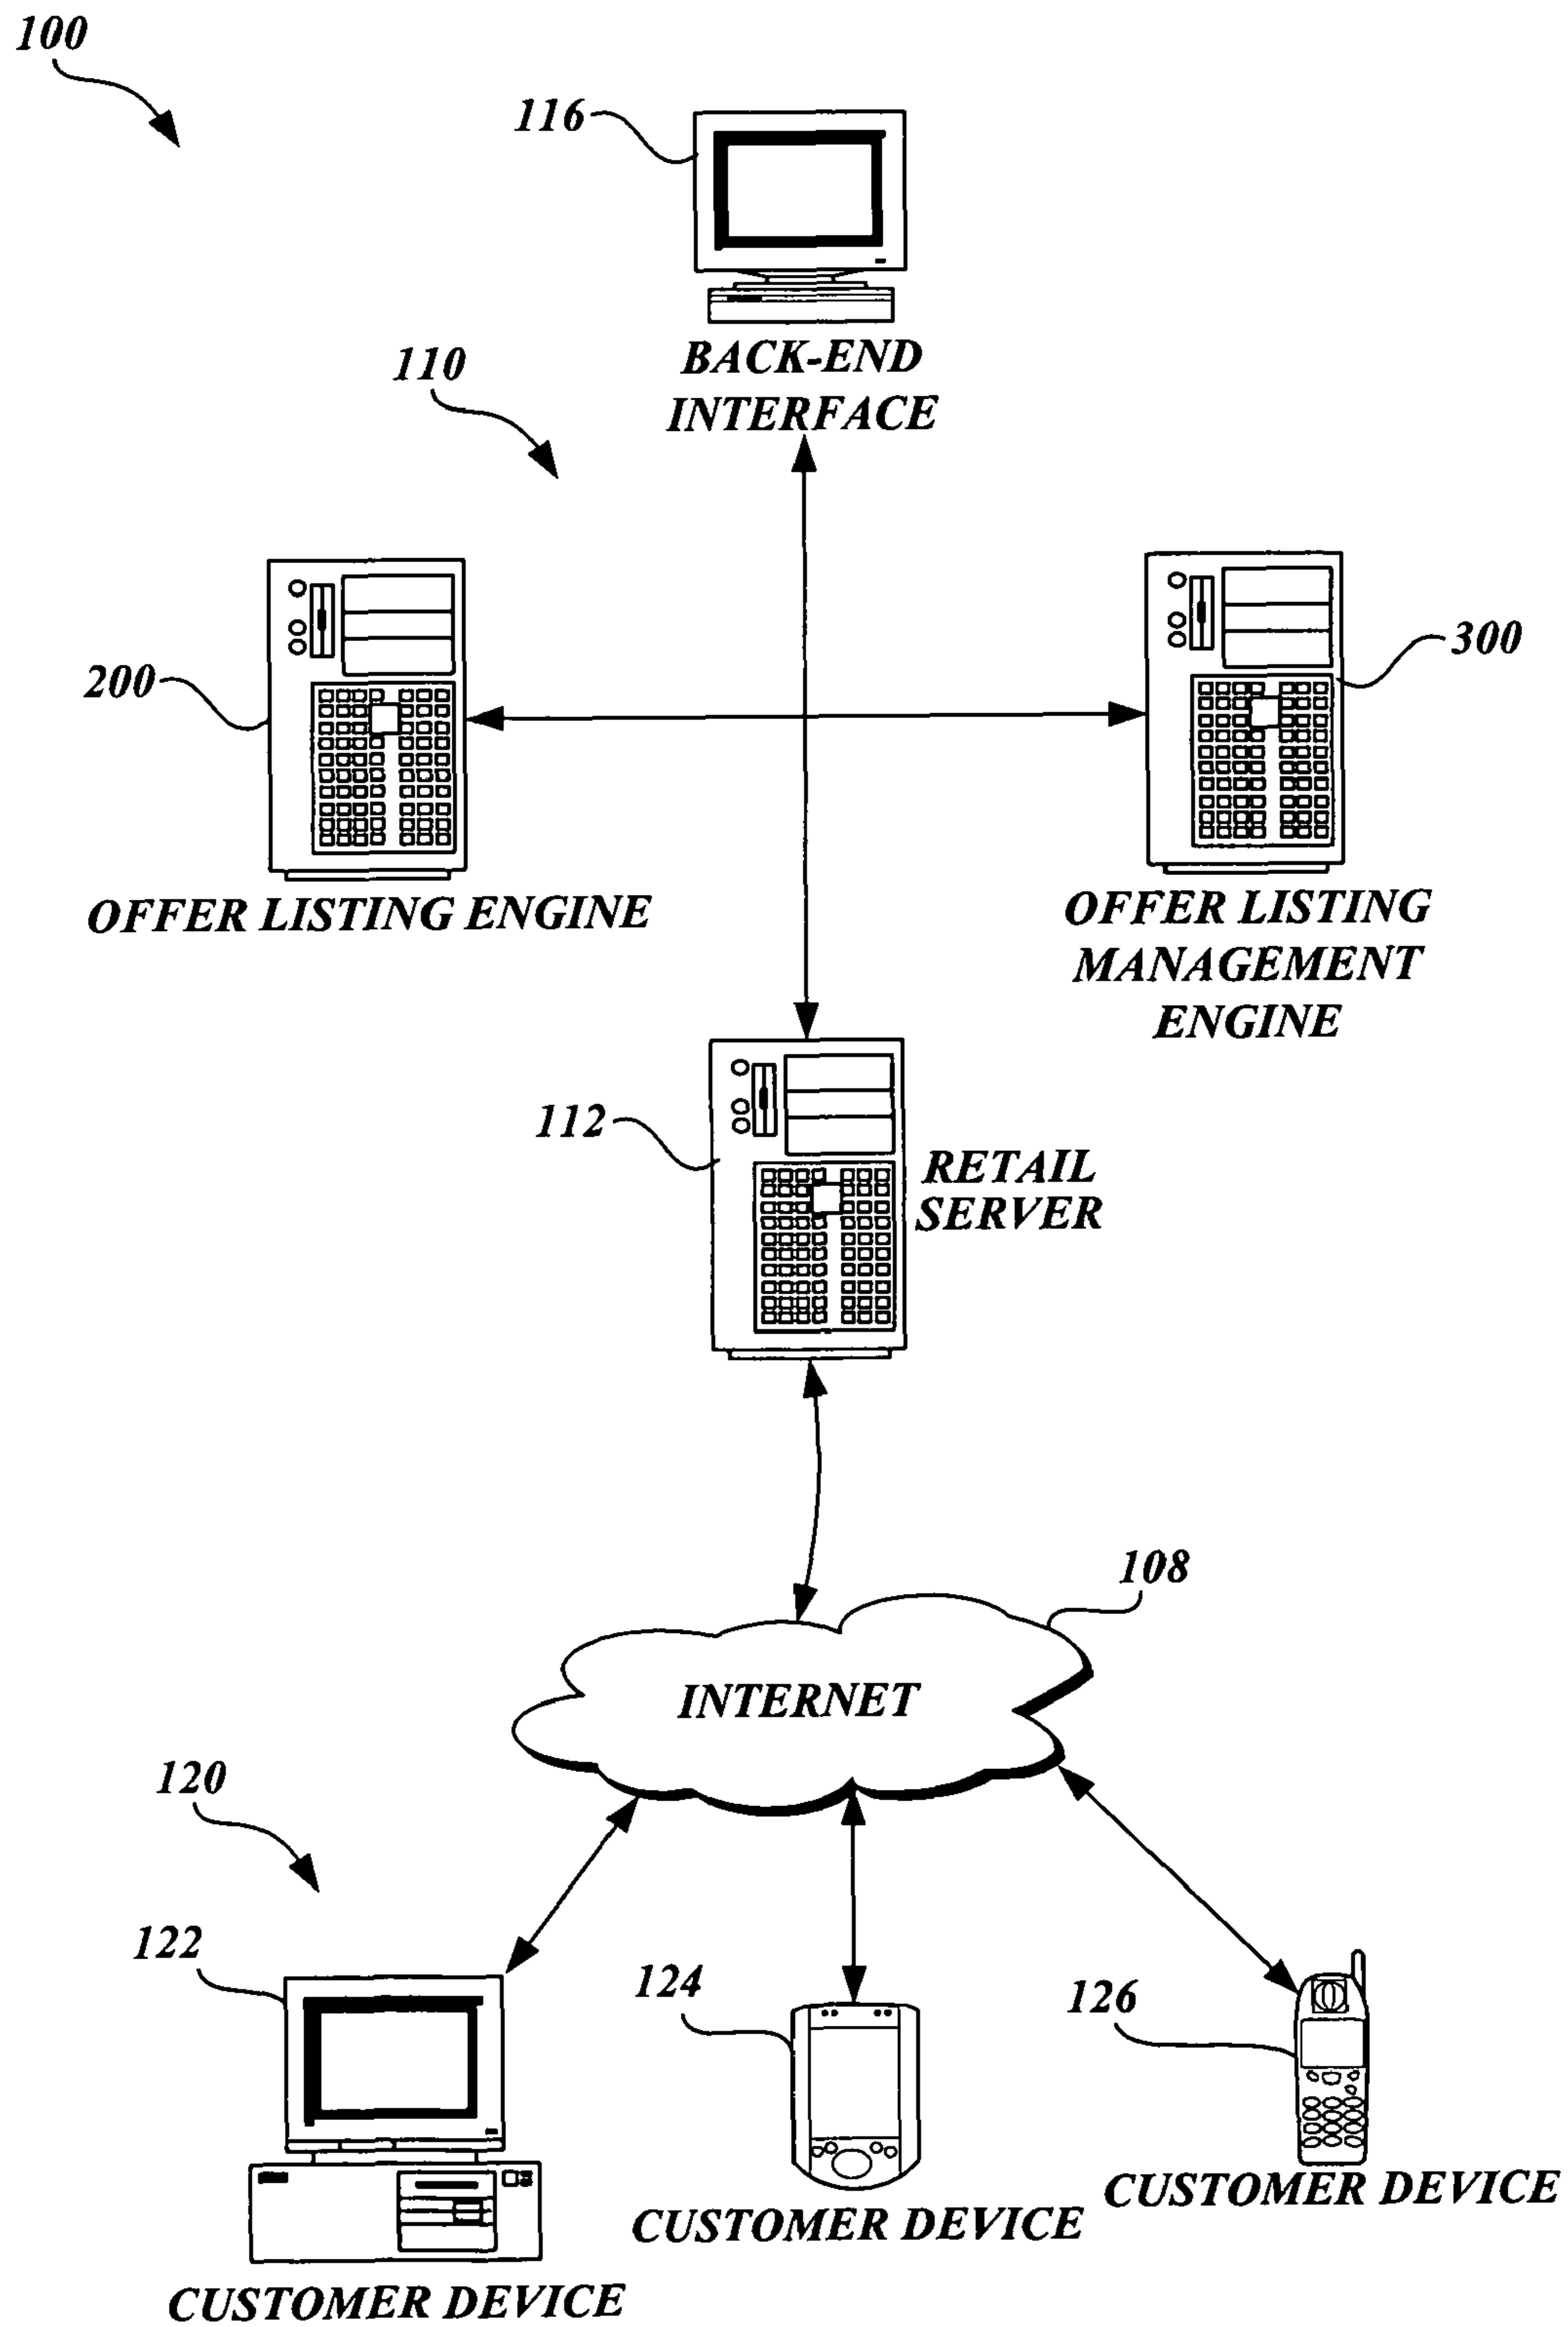 100
116
BACK-END
INTERFACE
110
200
300
OFFER LISTING ENGINE
OFFER LISTING
MANAGEMENT
ENGINE
112
RETAIL
SERVER
108
INTERNET
120
122
124
126
CUSTOMER DEVICE
CUSTOMER DEVICE
CUSTOMER DEVICE